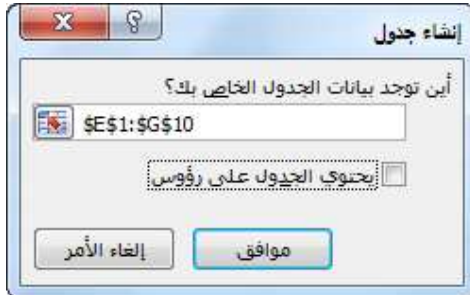 إنشاء جدول
أين توجد بيانات الجدول الخاص بك؟
$E$1:$G$10
يحتوي الجدول على رؤوس
موافق
إلغاء الأمر